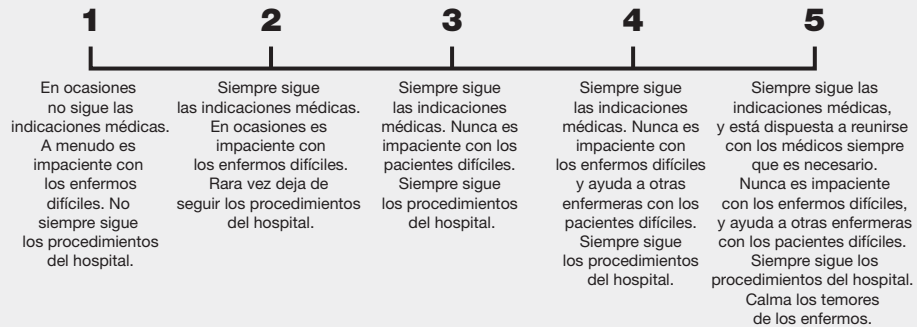 1
2
3
4
5
En ocasiones
no sigue las
indicaciones médicas.
A menudo es
impaciente con
los enfermos
difíciles. No
siempre sigue
los procedimientos
del hospital.
Siempre sigue
las indicaciones médicas.
En ocasiones es
impaciente con
los enfermos difíciles.
Rara vez deja de
seguir los procedimientos
del hospital.
Siempre sigue
las indicaciones
médicas. Nunca es
impaciente con los
pacientes difíciles.
Siempre sigue
los procedimientos
del hospital.
Siempre sigue
las indicaciones
médicas. Nunca es
impaciente con
los enfermos difíciles
y ayuda a otras
enfermeras con los
pacientes difíciles.
Siempre sigue
los procedimientos
del hospital.
Siempre sigue las
indicaciones médicas,
y está dispuesta a reunirse
con los médicos siempre
que es necesario.
Nunca es impaciente
con los enfermos difíciles,
y ayuda a otras enfermeras
con los pacientes difíciles.
Siempre sigue los
procedimientos del hospital.
Calma los temores
de los enfermos.